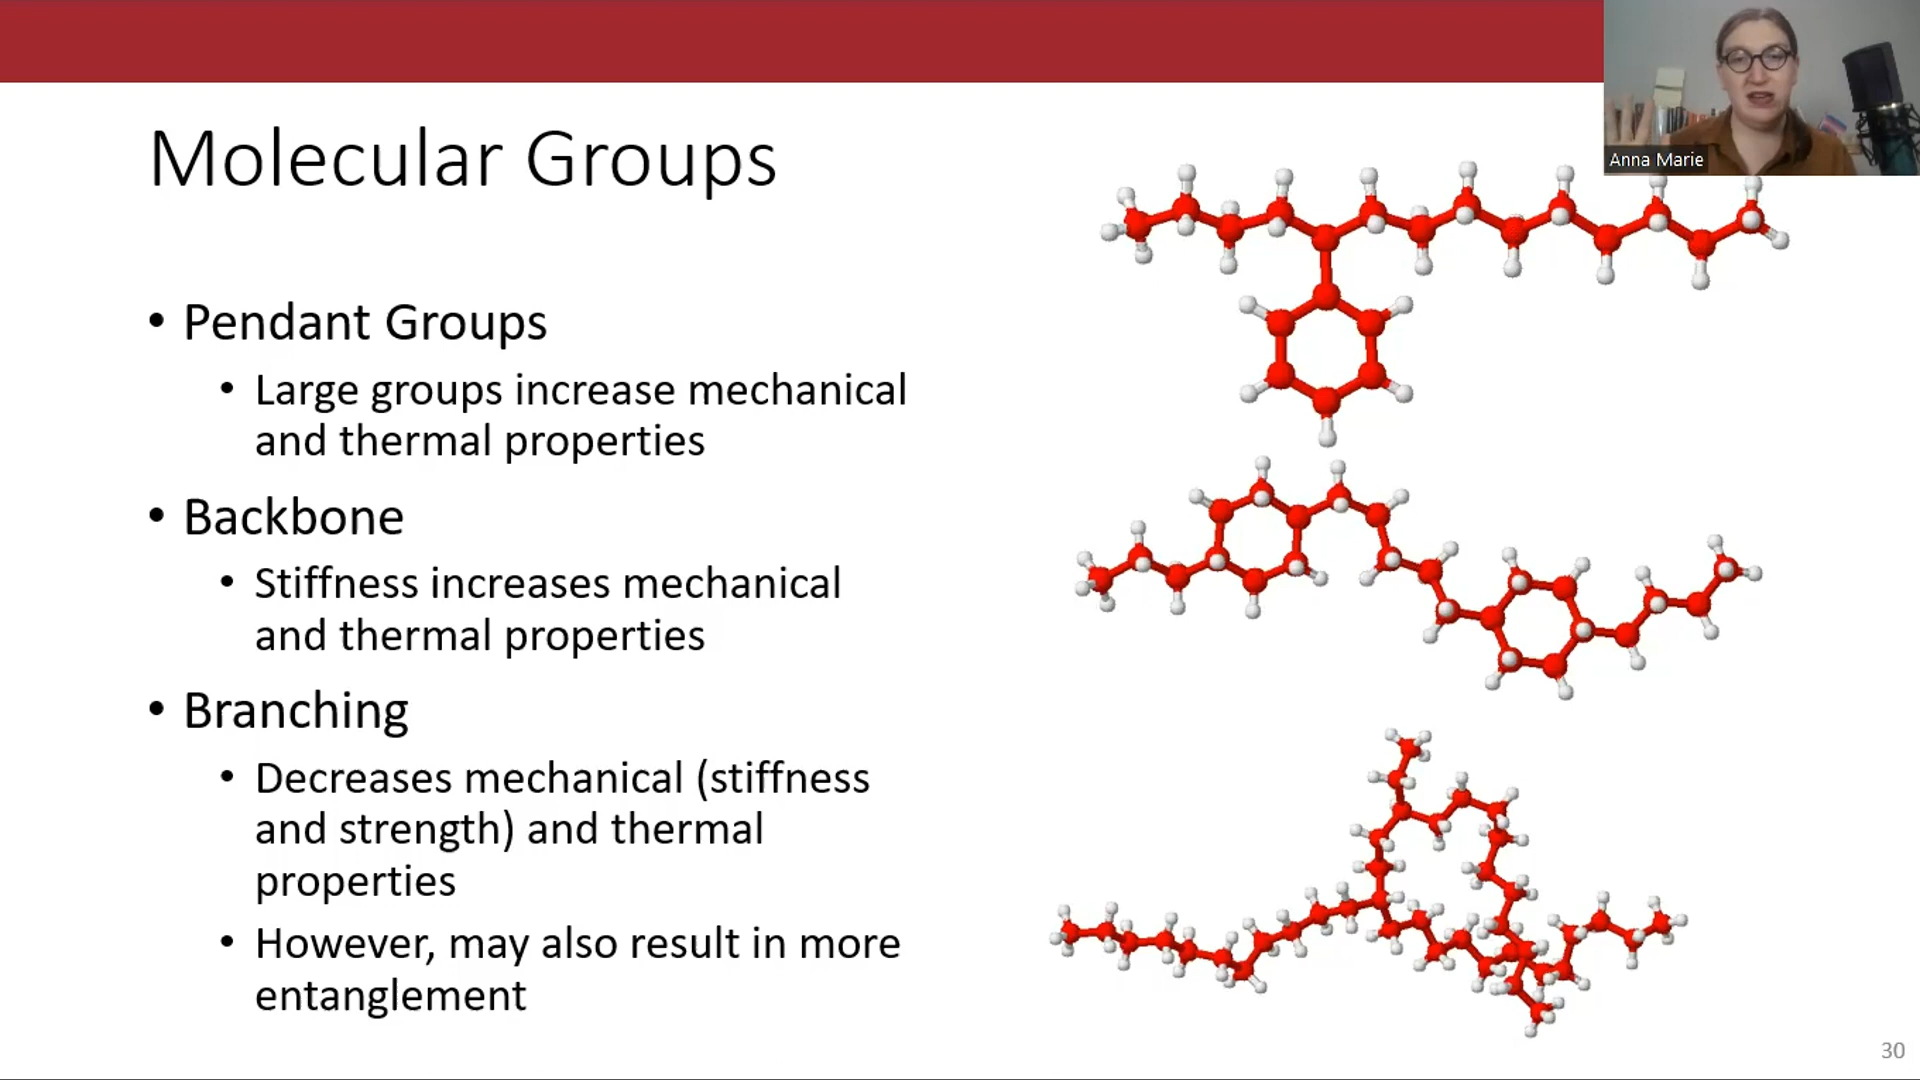 Anna Marie
Molecular Groups
• Pendant Groups
• Large groups increase mechanical
and thermal properties
• Backbone
• Stiffness increases mechanical
and thermal properties
• Branching
• Decreases mechanical (stiffness
and strength) and thermal
properties
• However, may also result in more
entanglement
30